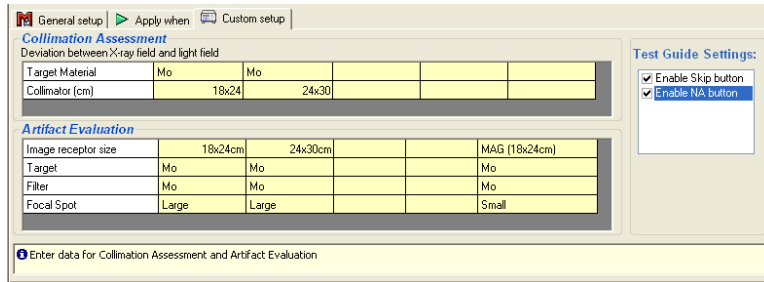 General setup Apply when Custom setup
Collimation Assessment
Deviation between X-ray field and light field
Target Material Mo Mo
Collimator (cm) 18x24 24x30
Artifact Evaluation
Image receptor size 18x24cm 24x30cm MAG (18x24cm)
Target Mo Mo Mo
Filter Mo Mo Mo
Focal Spot Large Large Small
Test Guide Settings:
Enable Skip button
Enable NA button
Enter data for Collimation Assessment and Artifact Evaluation